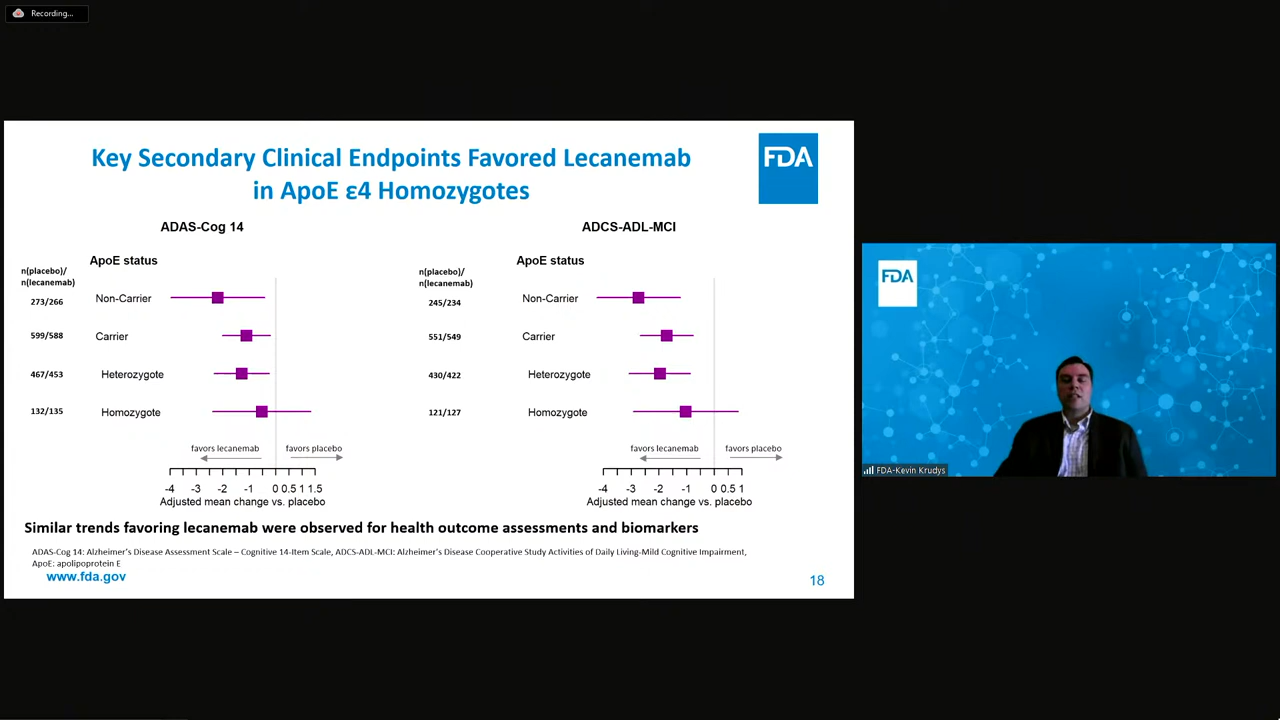 Recording...
Key Secondary Clinical Endpoints Favored Lecanemab
in ApoE ε4 Homozygotes
FDA
ADAS-Cog 14
n(placebo)/
n(lecanemab)
ApoE status
273/266 Non-Carrier
599/588 Carrier
467/453 Heterozygote
132/135 Homozygote
favors lecanemab favors placebo
-4 -3 -2 -1 0 0.5 1 1.5
Adjusted mean change vs. placebo
ADCS-ADL-MCI
n(placebo)/
n(lecanemab)
ApoE status
245/234 Non-Carrier
551/549 Carrier
430/422 Heterozygote
121/127 Homozygote
favors lecanemab favors placebo
-4 -3 -2 -1 0 0.5 1
Adjusted mean change vs. placebo
Similar trends favoring lecanemab were observed for health outcome assessments and biomarkers
ADAS-Cog 14: Alzheimer's Disease Assessment Scale – Cognitive 14-Item Scale, ADCS-ADL-MCI: Alzheimer's Disease Cooperative Study Activities of Daily Living-Mild Cognitive Impairment,
ApoE: apolipoprotein E
www.fda.gov
18
FDA
FDA-Kevin Krudys